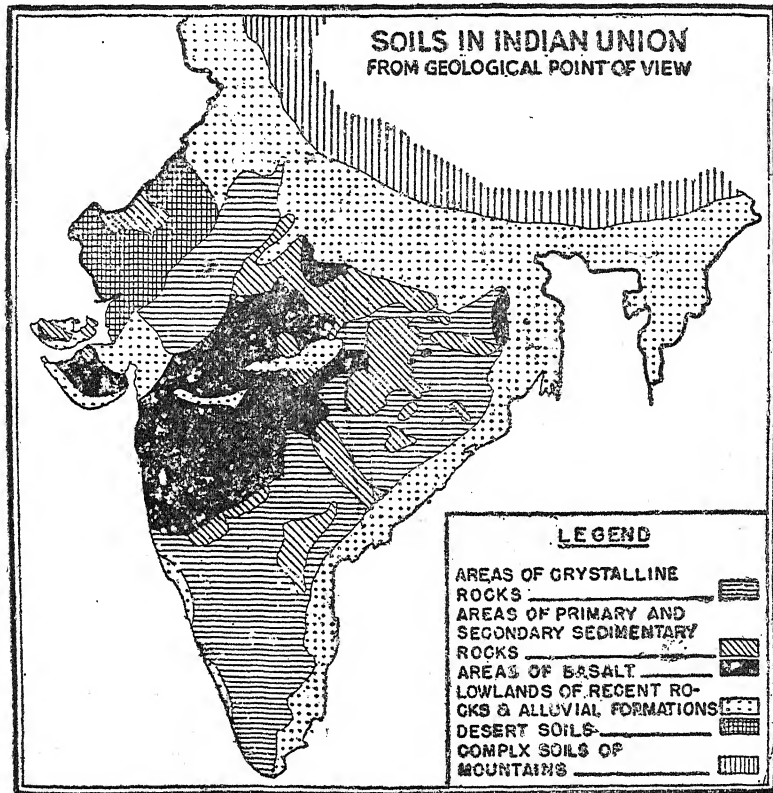 SOILS IN INDIAN UNION
FROM GEOLOGICAL POINT OF VIEW
LEGEND
AREAS OF CRYSTALLINE
ROCKS
AREAS OF PRIMARY AND
SECONDARY SEDIMENTARY
ROCKS
AREAS OF BASALT
LOWLANDS OF RECENT RO-
CKS & ALLUVIAL FORMATIONS
DESERT SOILS
COMPLX SOILS OF
MOUNTAINS